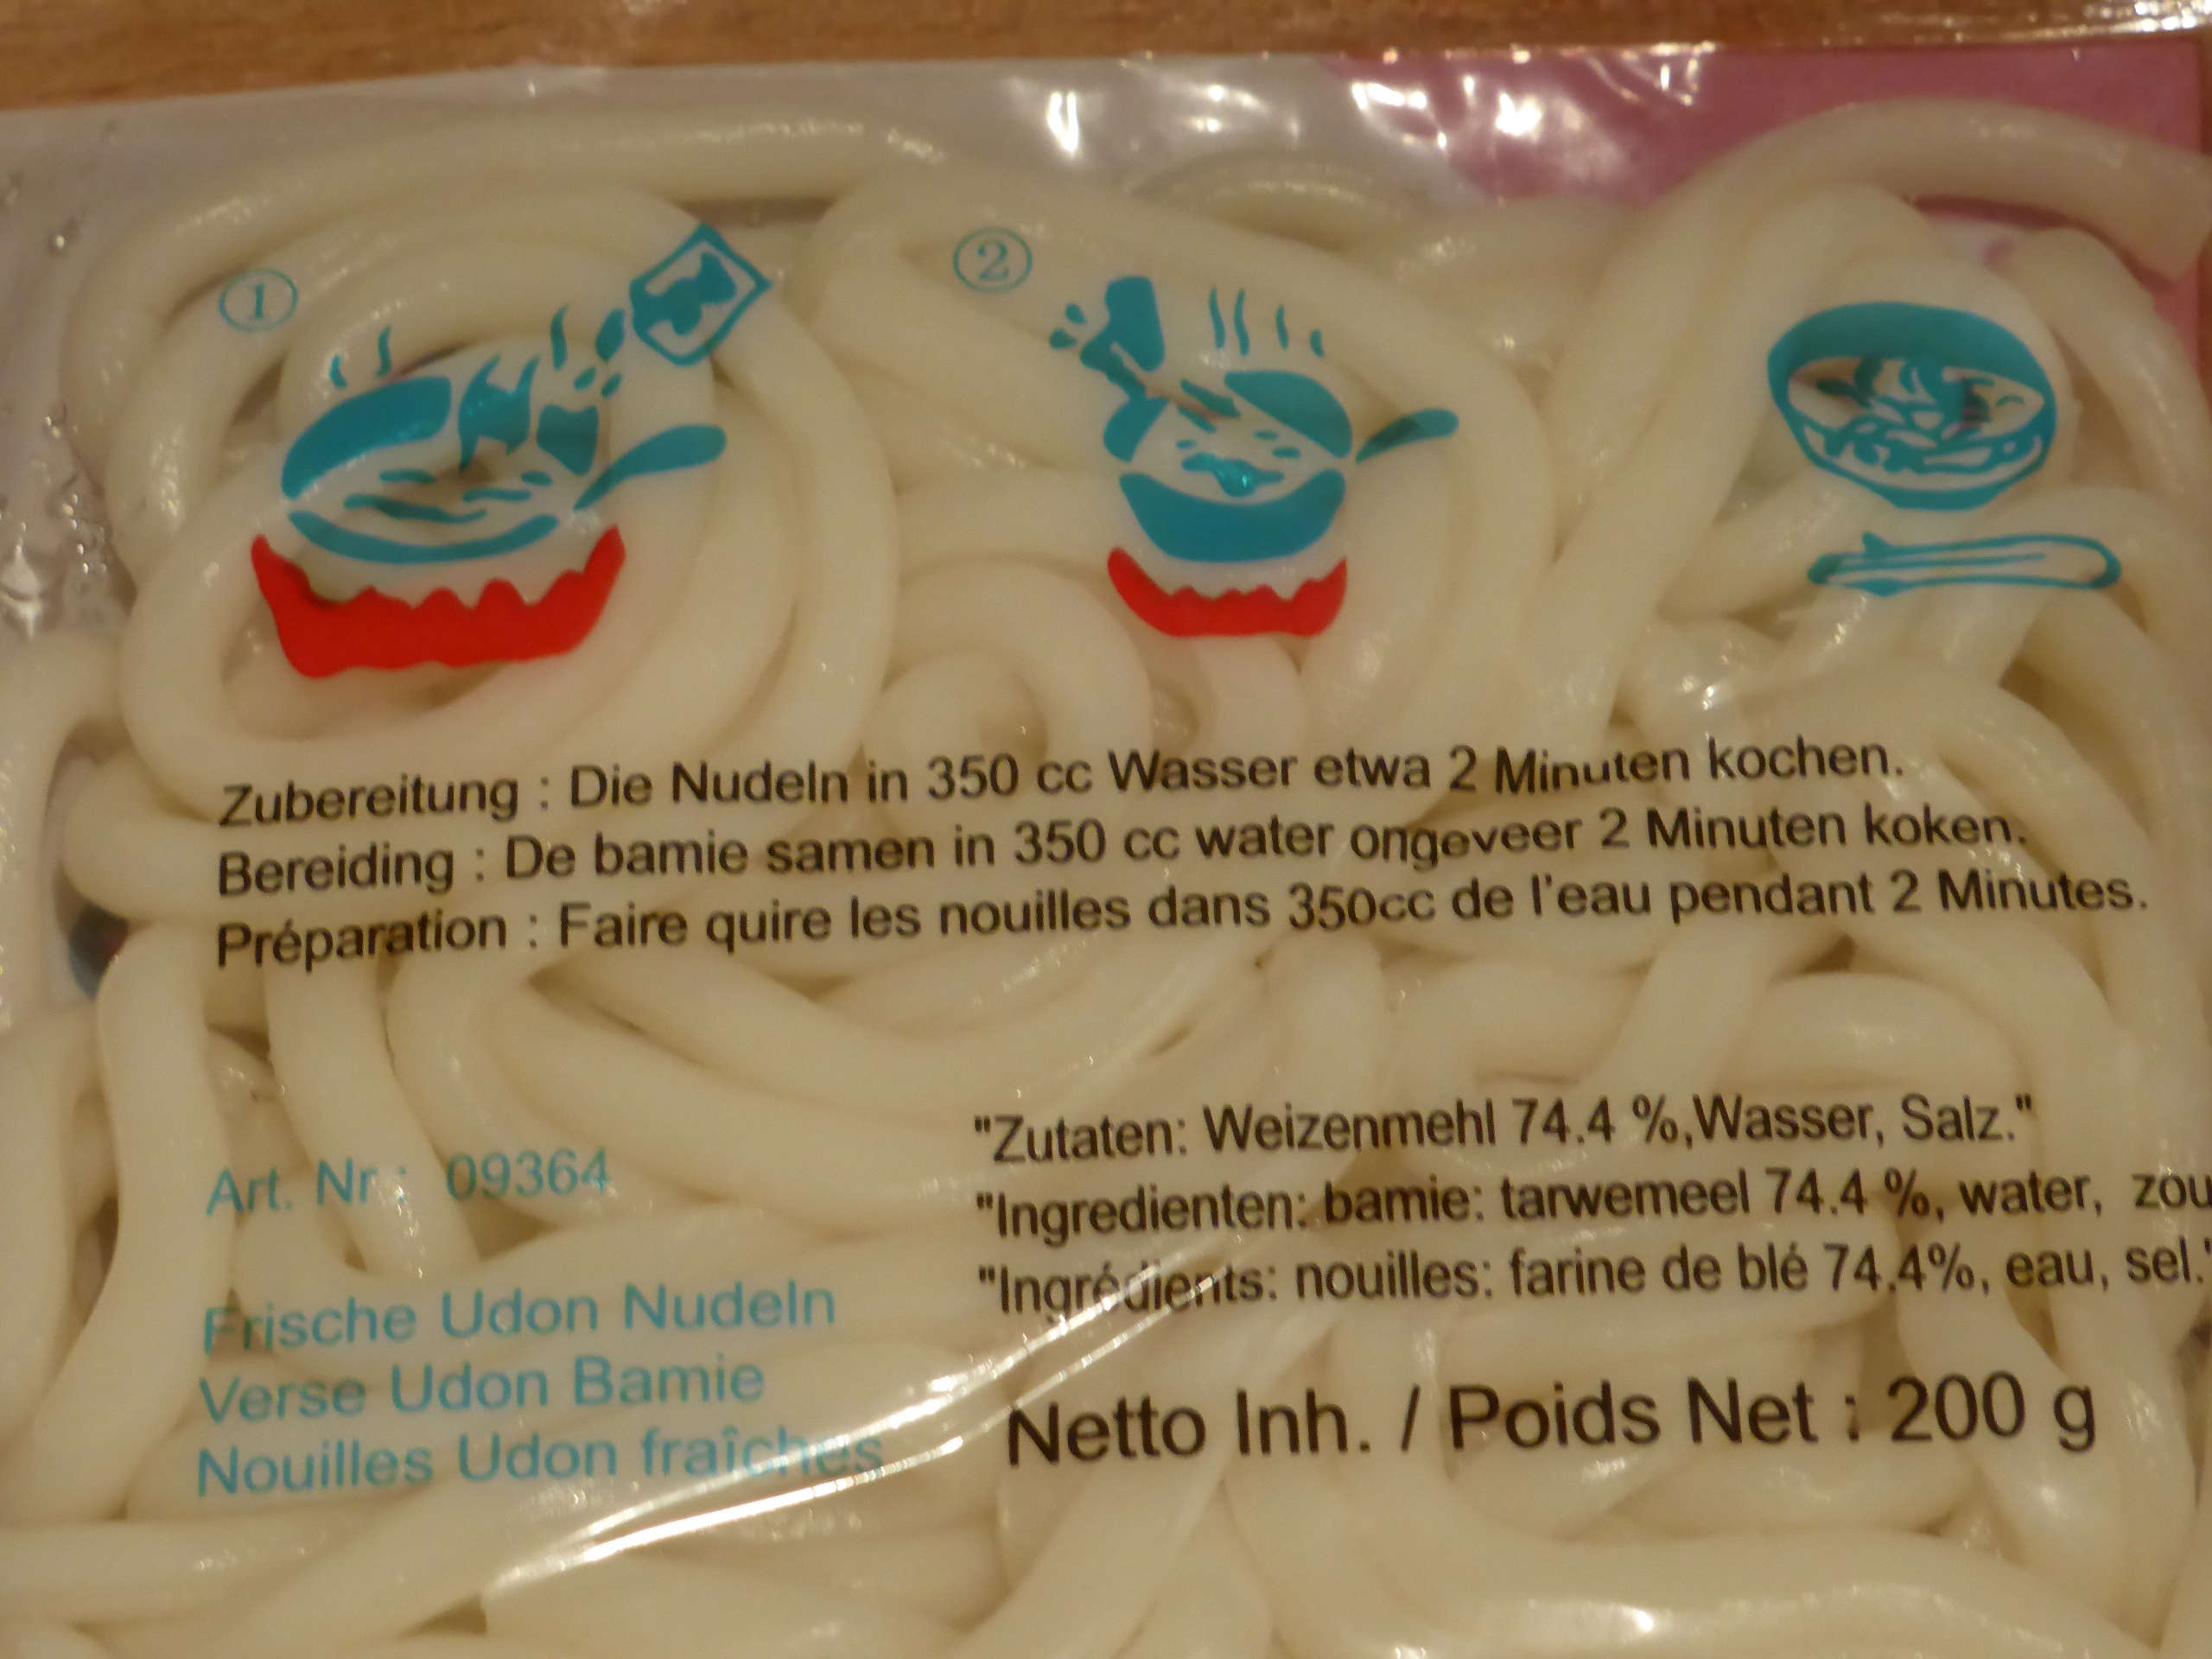 ①
②
Zubereitung : Die Nudeln in 350 cc Wasser etwa 2 Minuten kochen.
Bereiding : De bamie samen in 350 cc water ongeveer 2 Minuten koken.
Préparation : Faire quire les nouilles dans 350cc de l'eau pendant 2 Minutes.
"Zutaten: Weizenmehl 74.4 %,Wasser, Salz."
"Ingredienten: bamie: tarwemeel 74.4 %, water, zou
"Ingrédients: nouilles: farine de blé 74.4%, eau, sel."
Art. Nr : 09364
Frische Udon Nudeln
Verse Udon Bamie
Nouilles Udon fraîches
Netto Inh. / Poids Net : 200 g